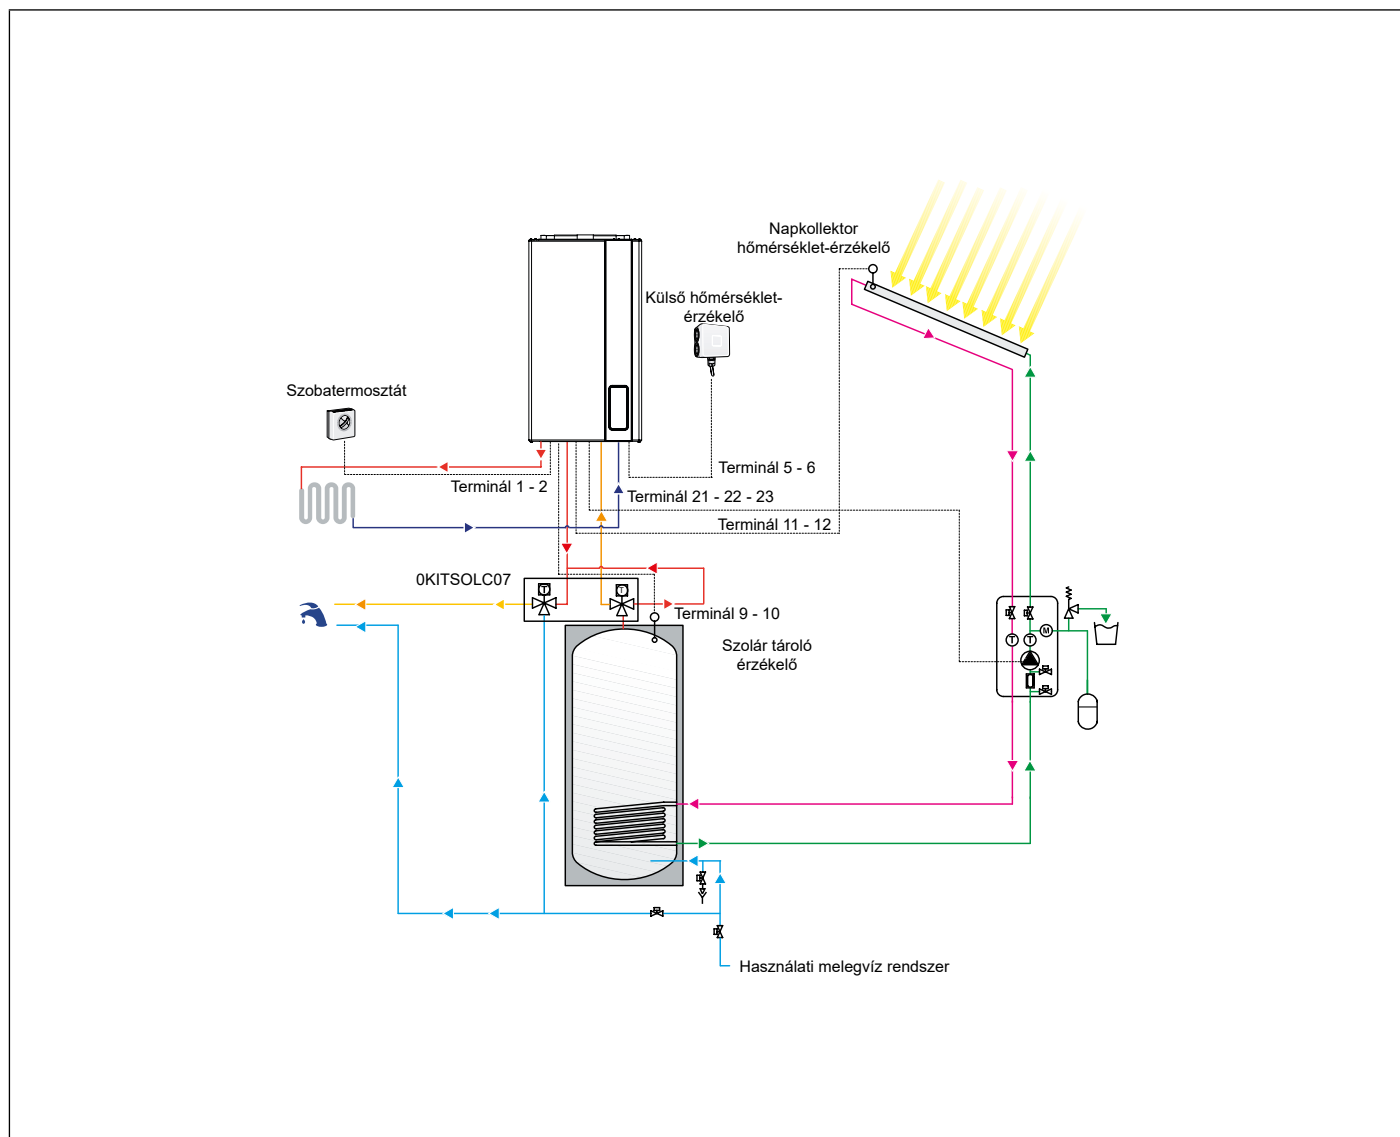 Napkollektor
hőmérséklet-érzékelő
Külső hőmérséklet-
érzékelő
Szobatermosztát
Terminál 5 - 6
Terminál 1 - 2
Terminál 21 - 22 - 23
Terminál 11 - 12
0KITSOLC07
T
T
Terminál 9 - 10
Szolár tároló
érzékelő
T
T
M
Használati melegvíz rendszer